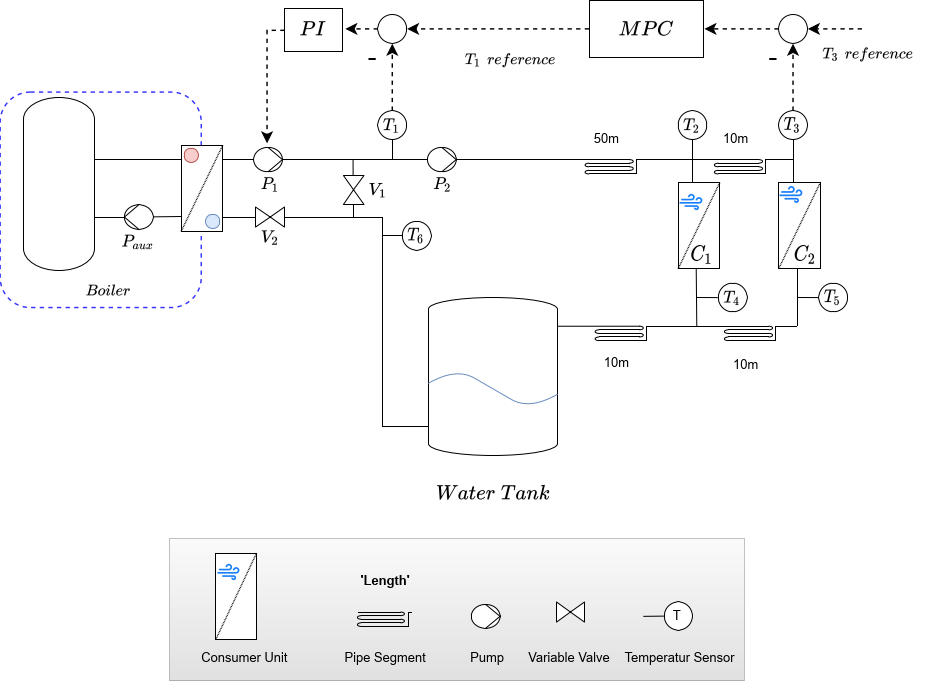 PI
MPC
-
T1 reference
-
T3 reference
T1
T2
T3
50m
10m
P1
P2
V1
Paux
V2
T6
C1
C2
Boiler
T4
T5
10m
10m
Water Tank
'Length'
T
Consumer Unit
Pipe Segment
Pump
Variable Valve
Temperatur Sensor